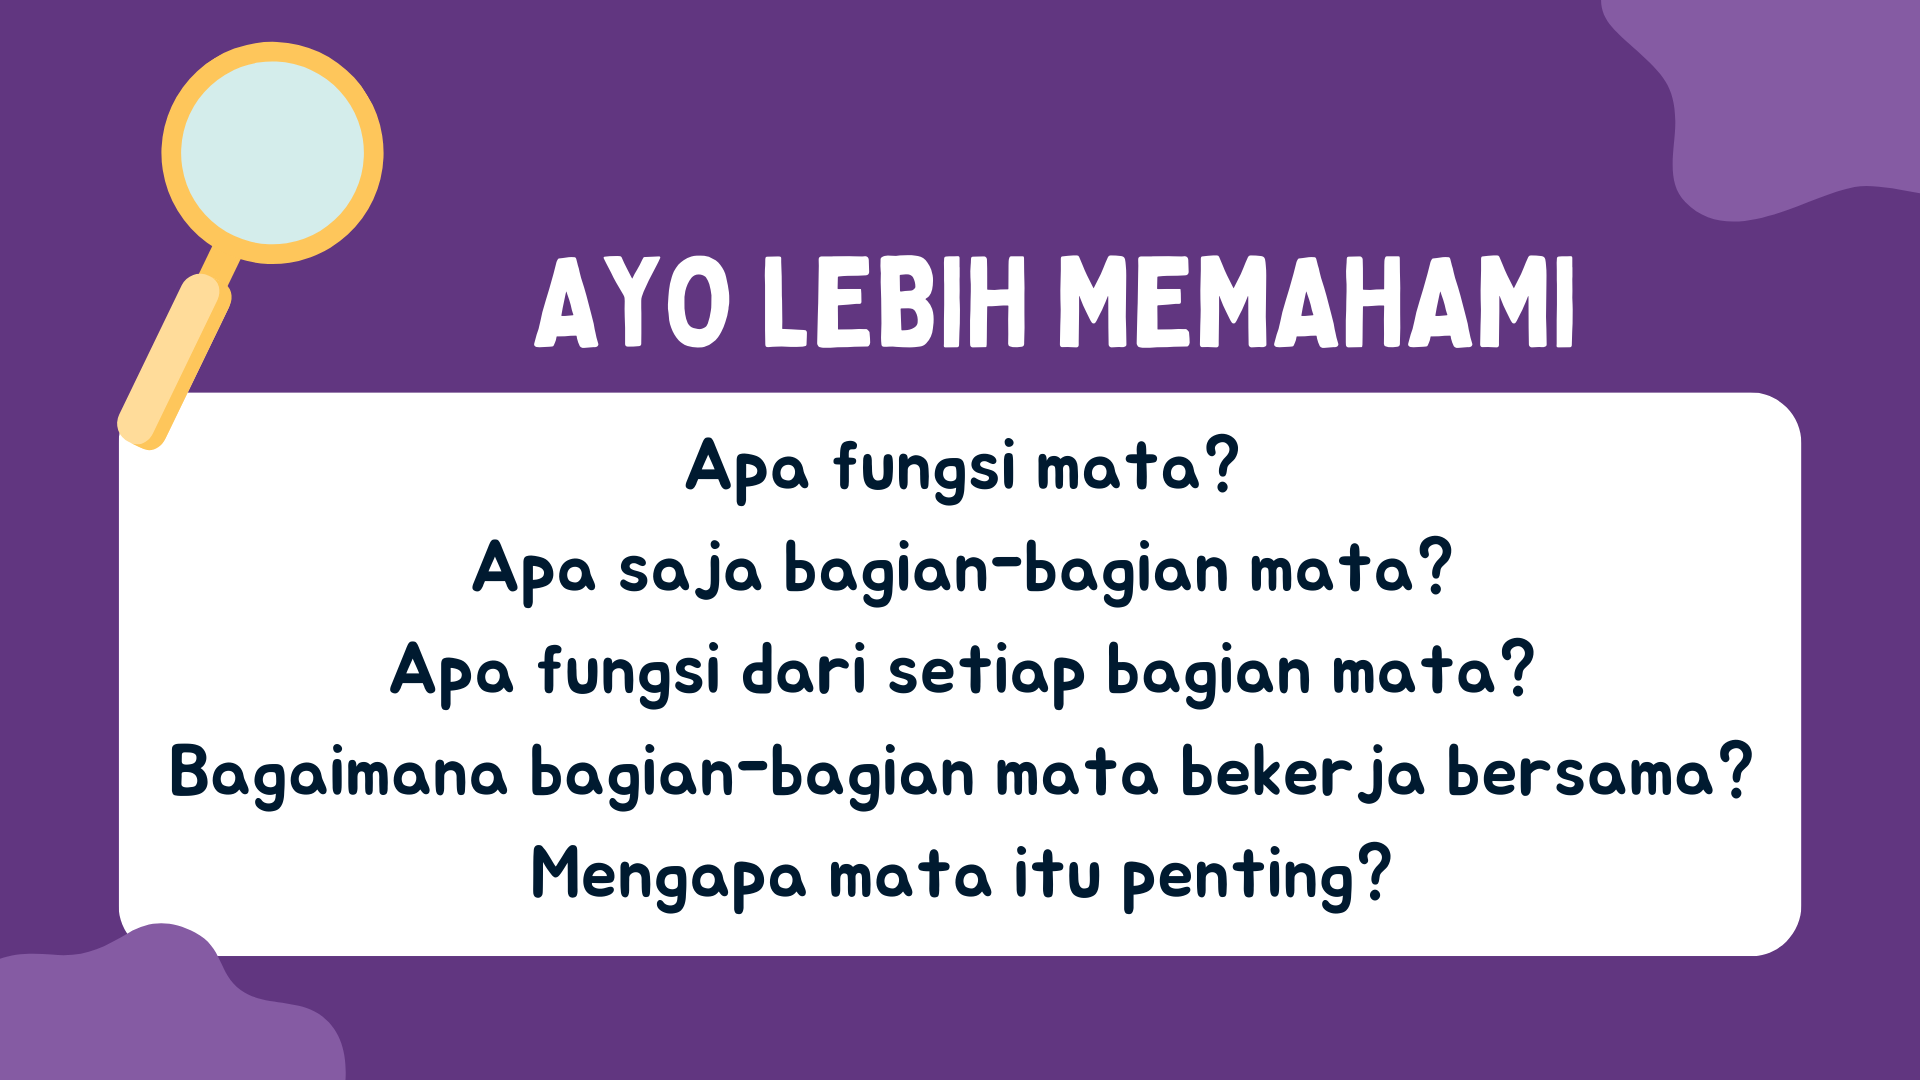 AYO LEBIH MEMAHAMI
Apa fungsi mata?
Apa saja bagian-bagian mata?
Apa fungsi dari setiap bagian mata?
Bagaimana bagian-bagian mata bekerja bersama?
Mengapa mata itu penting?